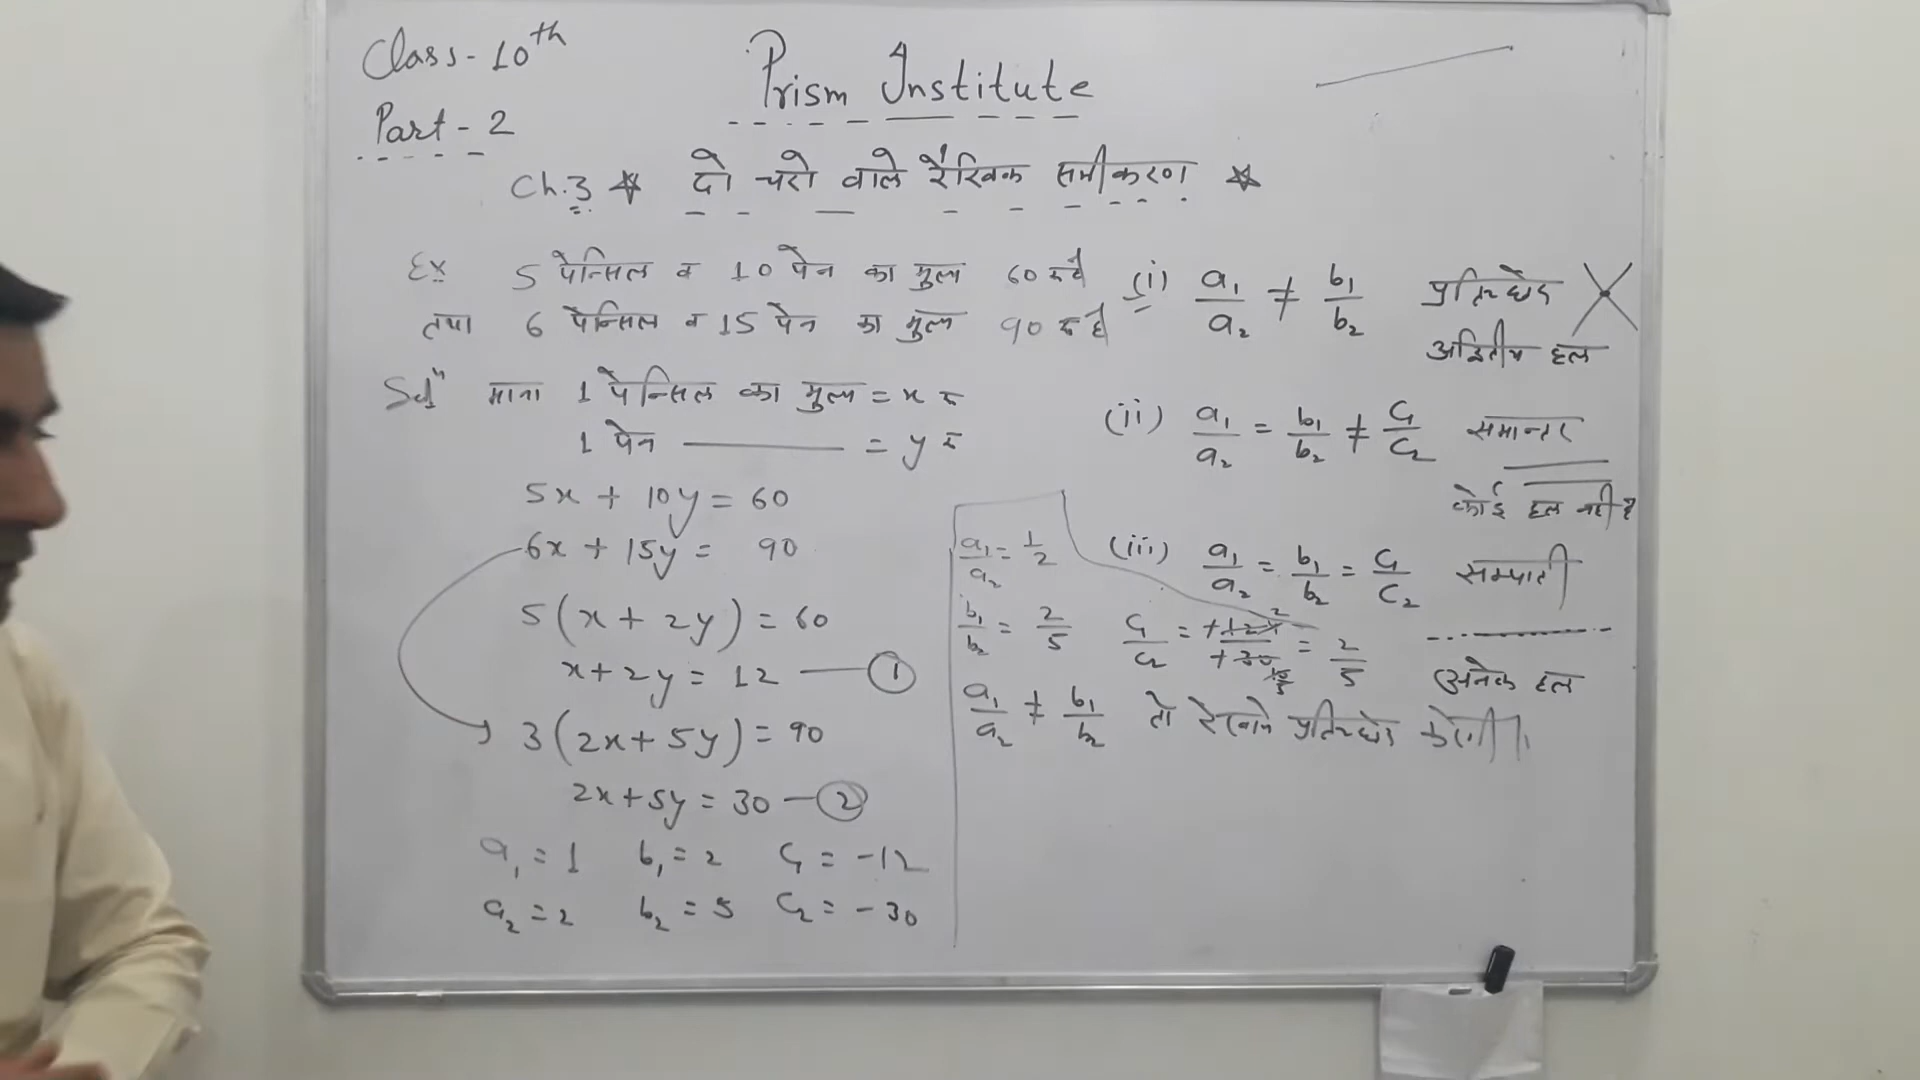 Class-10th
Part-2
Prism Institute
Ch.3 ☆ दो चरो वाले रैखिक समीकरण ☆
Ex 5 पेन्सिल व 10 पेन का मुल्य 60 रु है
तथा 6 पेन्सिल व 15 पेन का मुल्य 90 रु है
Solⁿ माना 1 पेन्सिल का मुल्य = x रु
1 पेन ——— = y रु
5x + 10y = 60
6x + 15y = 90
5(x + 2y) = 60
x + 2y = 12 —①
3(2x + 5y) = 90
2x + 5y = 30 —②
a₁ = 1 b₁ = 2 C₁ = -12
a₂ = 2 b₂ = 5 C₂ = -30
(i) a₁/a₂ ≠ b₁/b₂ प्रतिच्छेद
अद्वितीय हल
(ii) a₁/a₂ = b₁/b₂ ≠ C₁/C₂ समान्तर
कोई हल नही है
(iii) a₁/a₂ = b₁/b₂ = C₁/C₂ सम्पाती
अनेक हल
a₁/a₂ = 1/2
b₁/b₂ = 2/5 C₁/C₂ = +12/+30 = 2/5
a₁/a₂ ≠ b₁/b₂ तो रेखाये प्रतिच्छेद करेगी।